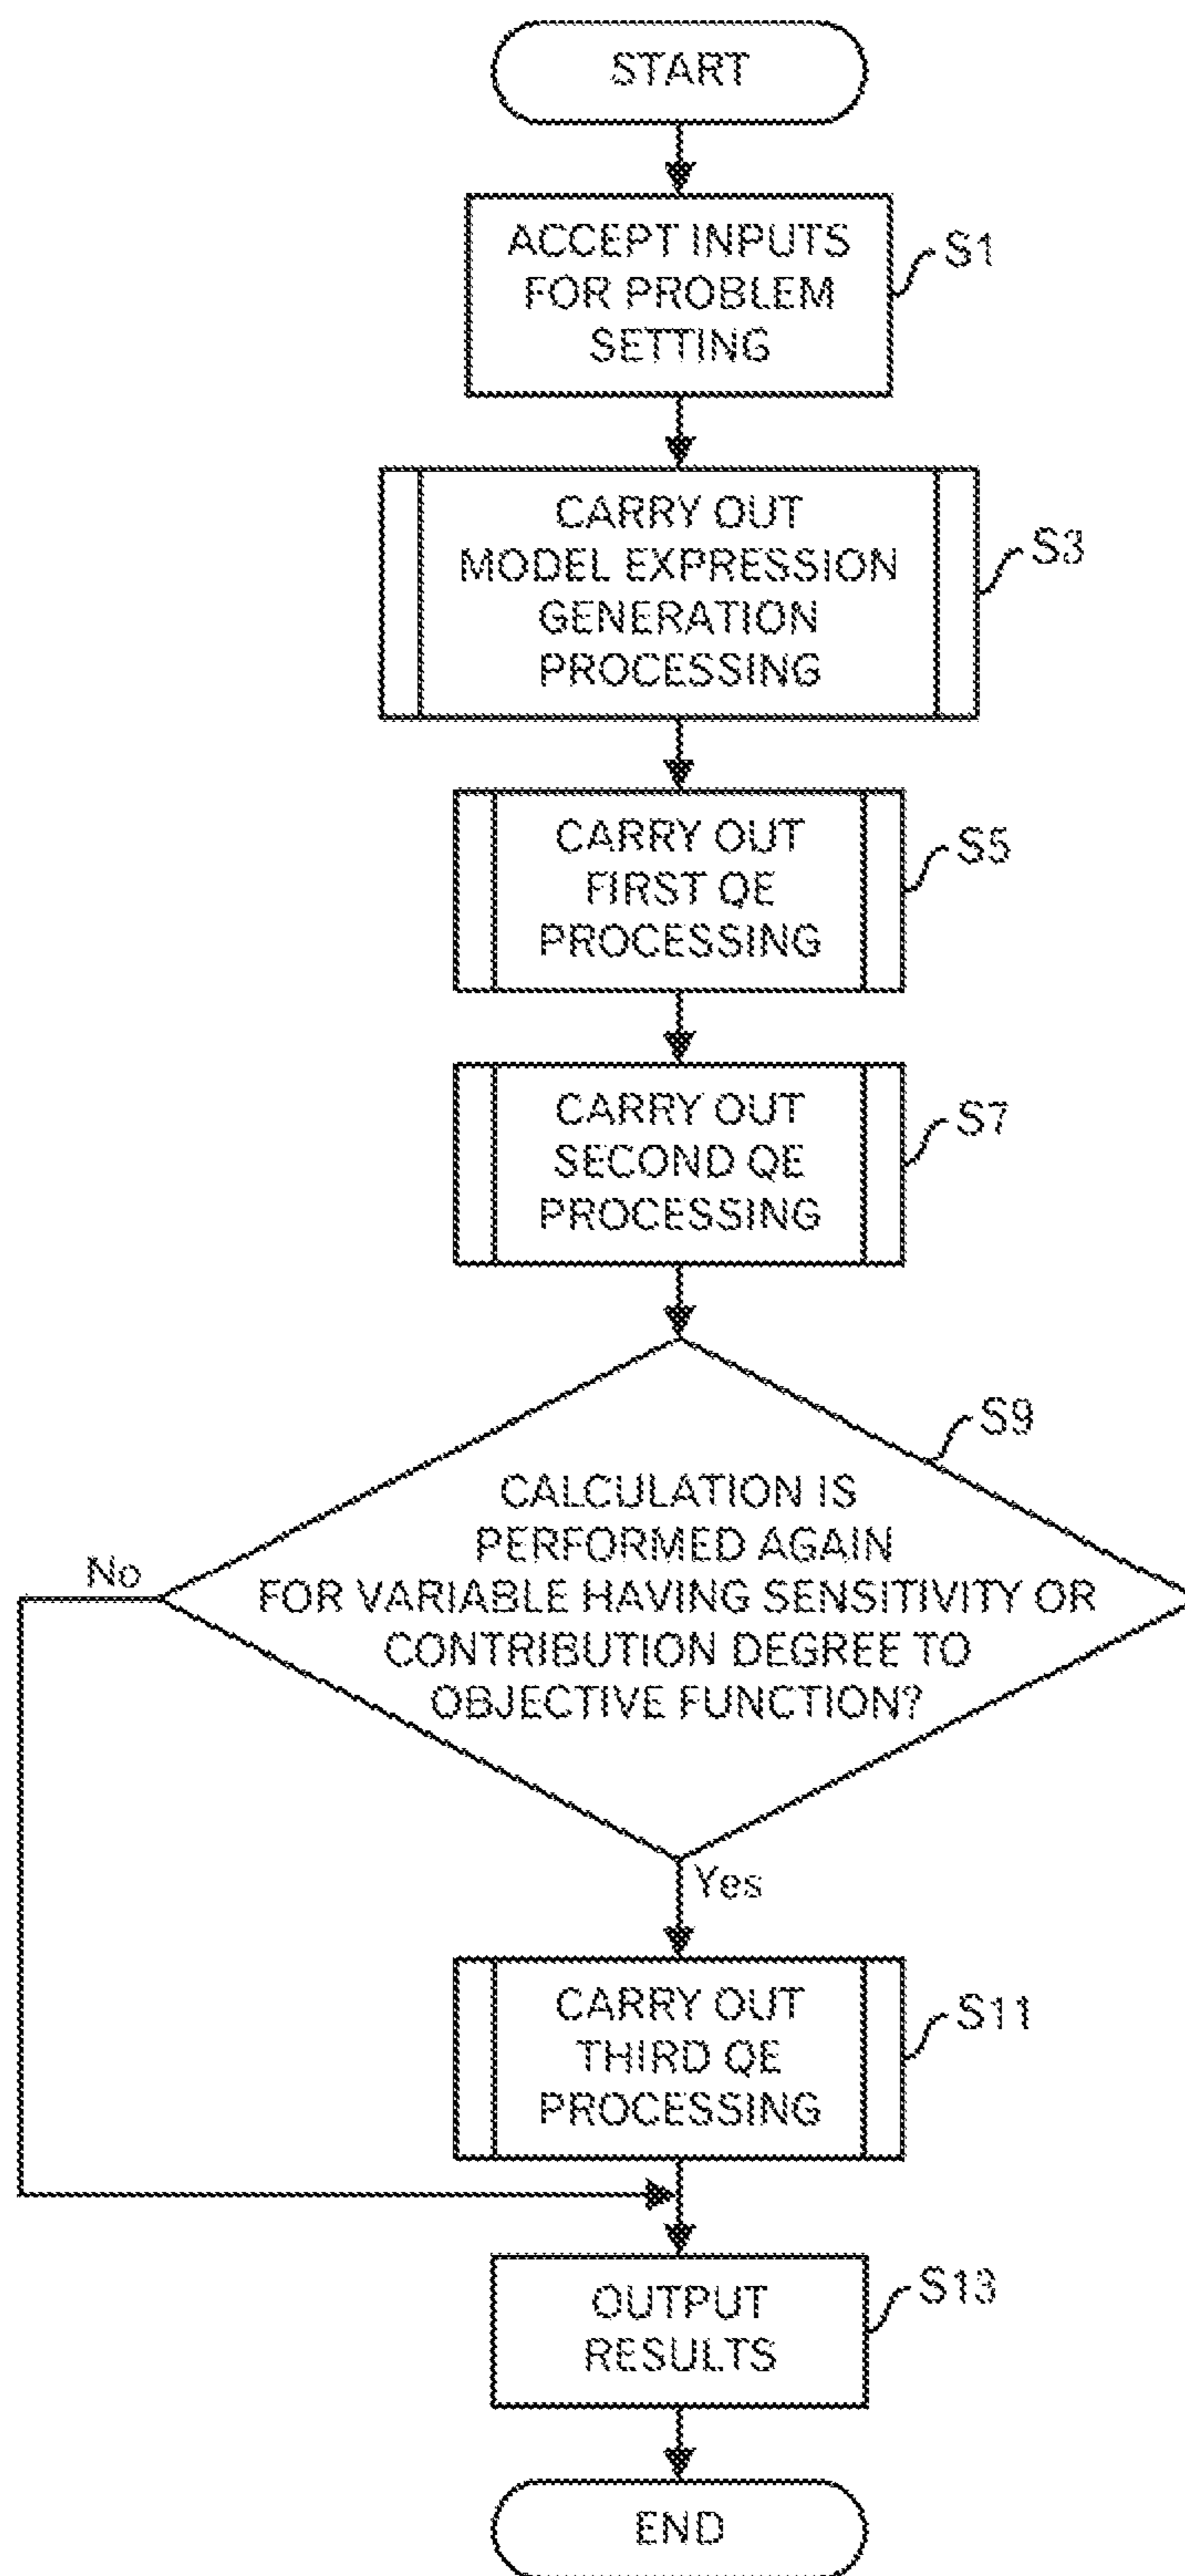 START
ACCEPT INPUTS
FOR PROBLEM
SETTING
S1
CARRY OUT
MODEL EXPRESSION
GENERATION
PROCESSING
S3
CARRY OUT
FIRST QE
PROCESSING
S5
CARRY OUT
SECOND QE
PROCESSING
S7
S9
CALCULATION IS
PERFORMED AGAIN
FOR VARIABLE HAVING SENSITIVITY OR
CONTRIBUTION DEGREE TO
OBJECTIVE FUNCTION?
No
Yes
CARRY OUT
THIRD QE
PROCESSING
S11
OUTPUT
RESULTS
S13
END